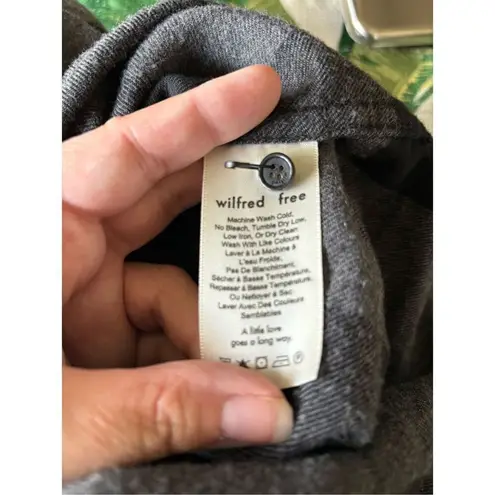 wilfred free
Machine Wash Cold.
No Bleach, Tumble Dry Low,
Low Iron, Or Dry Clean
Wash With Like Colours
Laver à La Machine à
L'eau Froide,
Pas De Blanchiment,
Sécher à Basse Température,
Repasser à Basse Température,
Ou Nettoyer à Sec
Laver Avec Des Couleurs
Semblables
A little love
goes a long way.